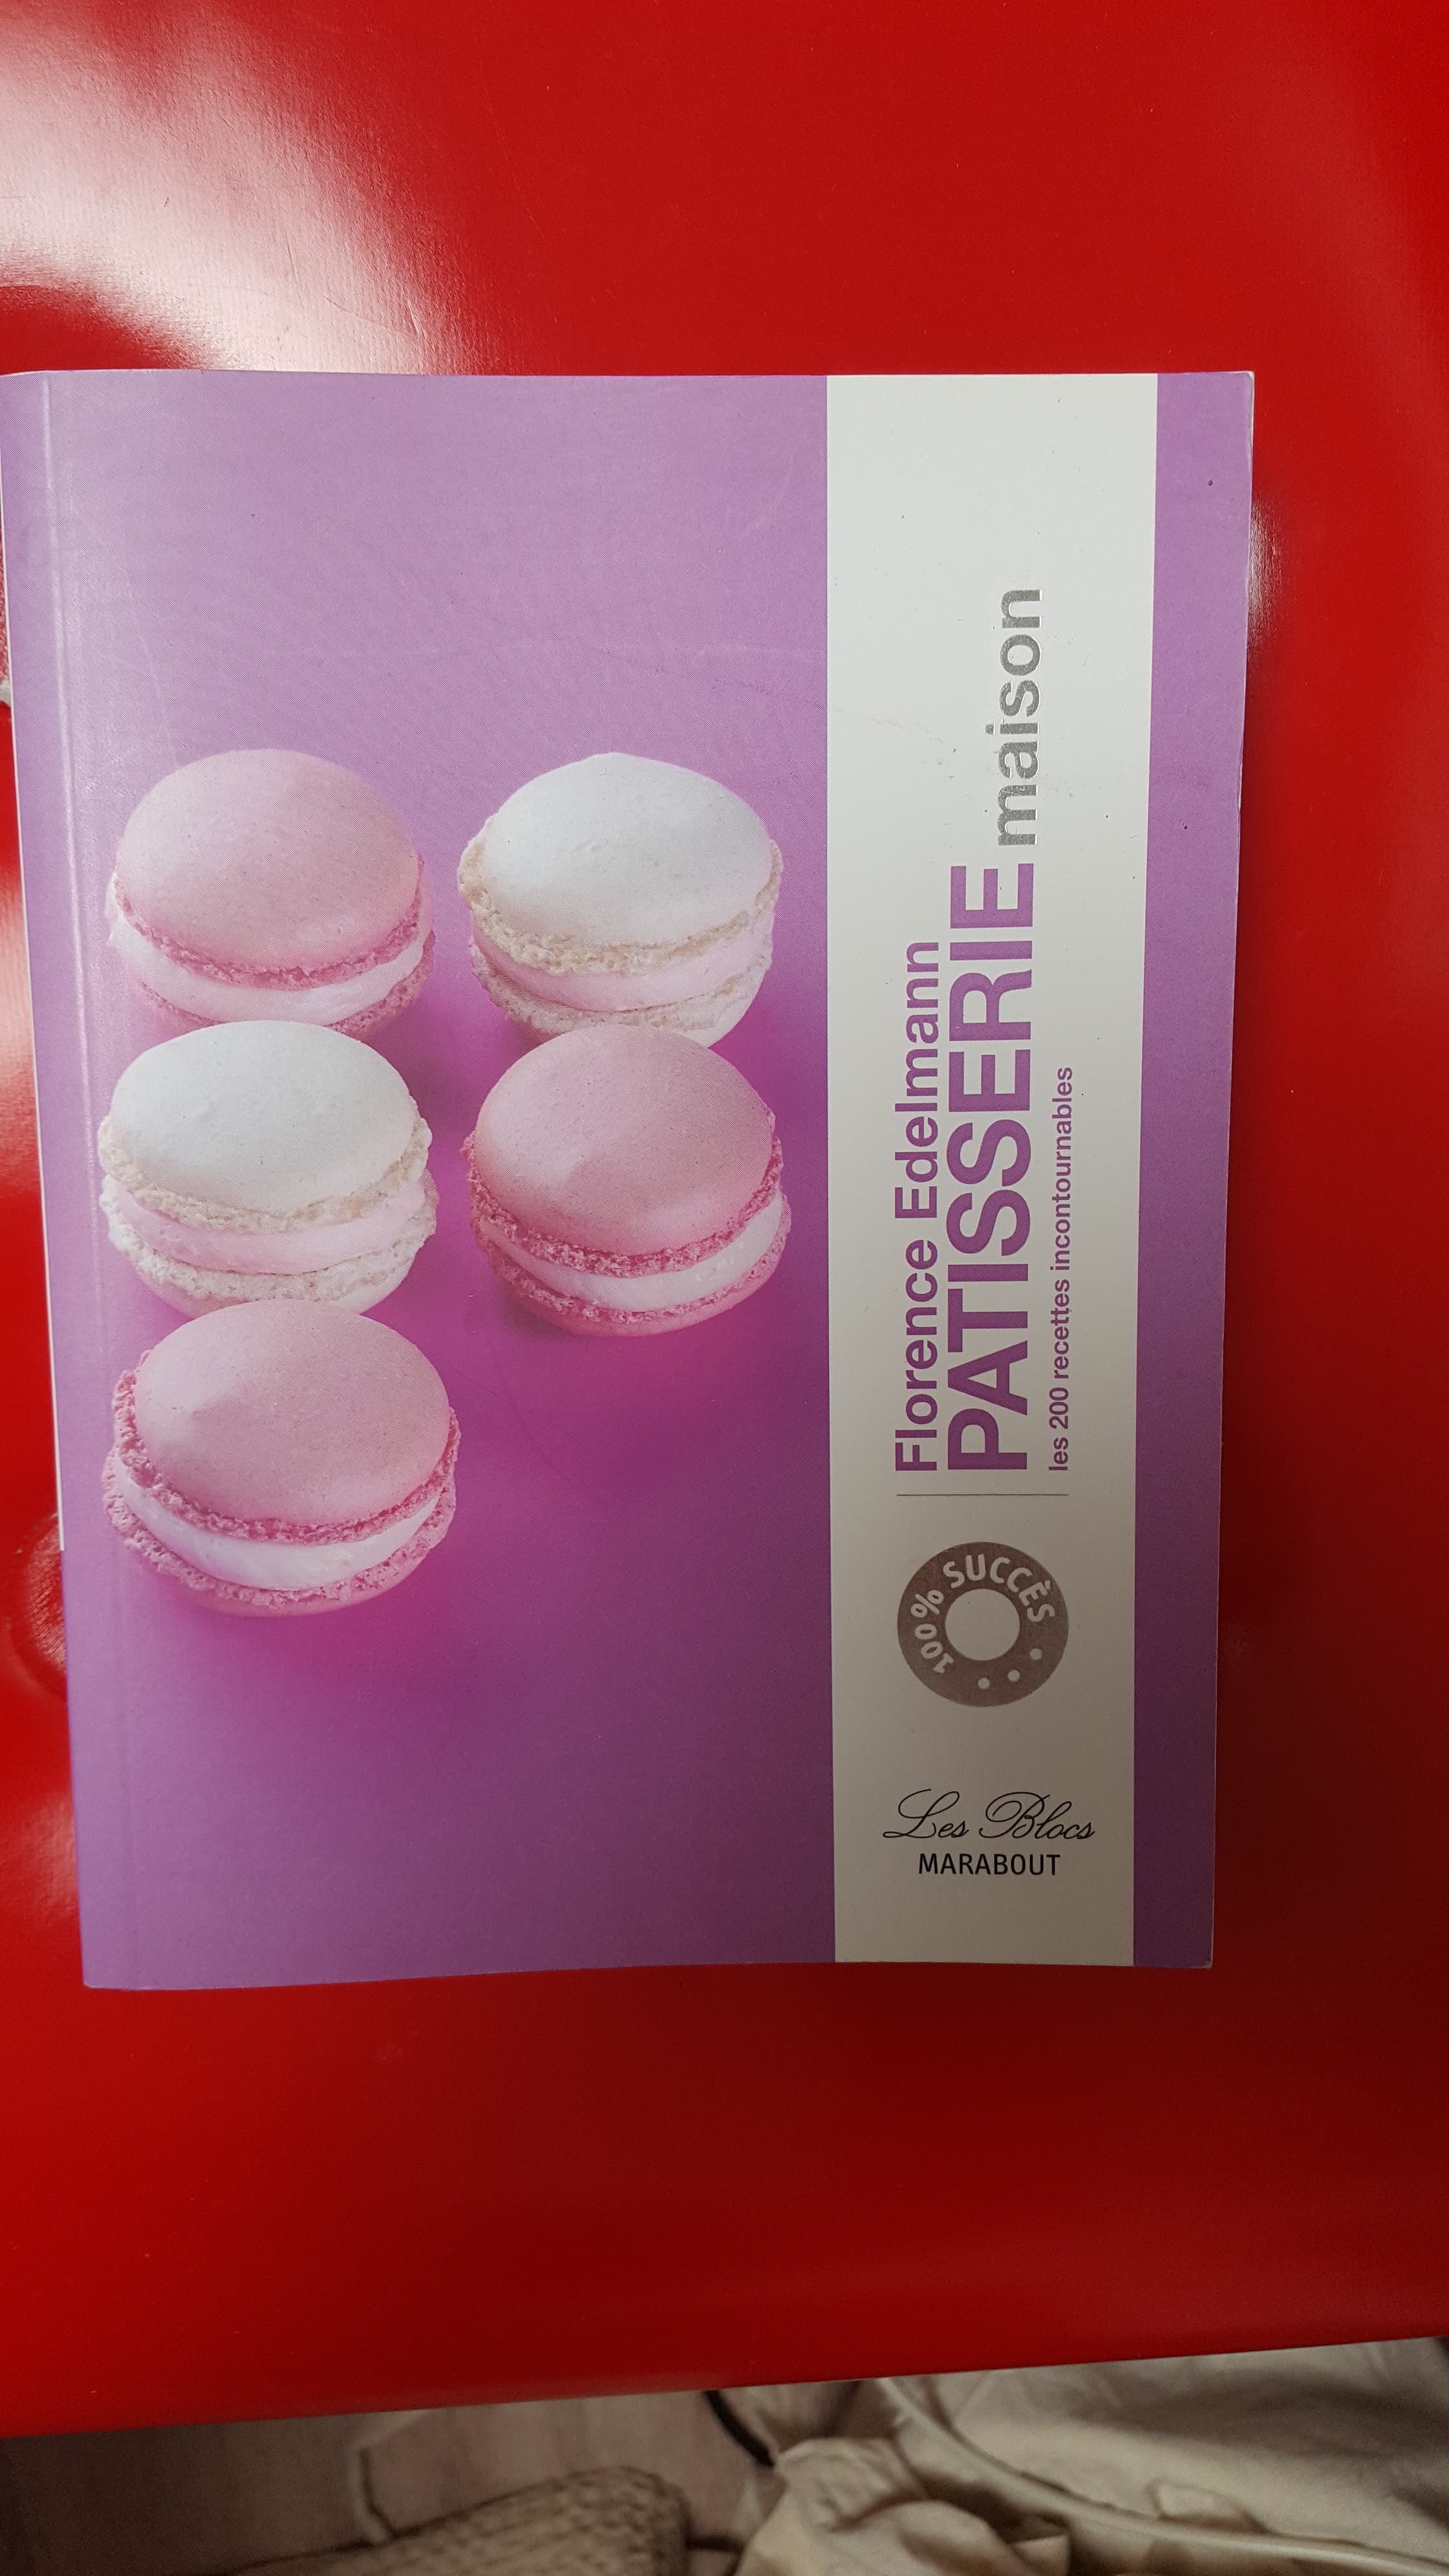 Florence Edelmann
PATISSERIE maison
les 200 recettes incontournables
100% SUCCÈS
Les Blocs
MARABOUT